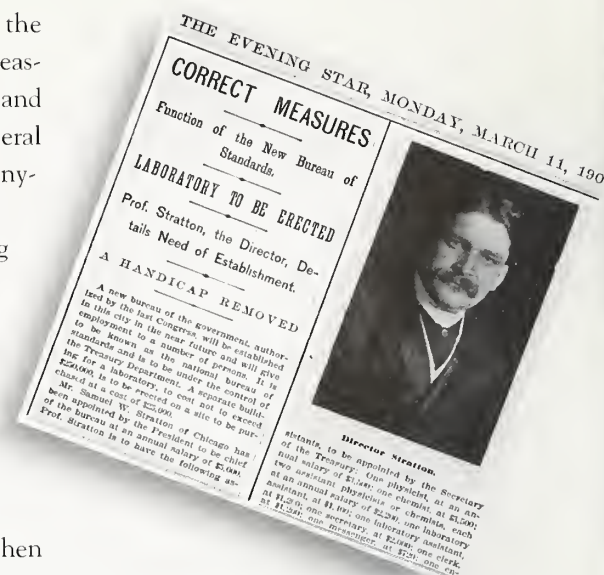 the
eas-
and
eral
ny-
g
hen
THE EVENING STAR, MONDAY, MARCH 11, 190
CORRECT MEASURES
Function of the New Bureau of
Standards.
LABORATORY TO BE ERECTED
Prof. Stratton, the Director, De-
tails Need of Establishment.
A HANDICAP REMOVED
A new bureau of the government, author-
ized by the last Congress, will be established
in this city in the near future and will give
employment to a number of persons. It is
to be known as the national bureau of
standards and is to be under the control of
the Treasury Department. A separate build-
ing for a laboratory, to cost not to exceed
$250,000, is to be erected on a site to be pur-
chased at a cost of $25,000.
Mr. Samuel W. Stratton of Chicago has
been appointed by the President to be chief
of the bureau at an annual salary of $5,000.
Prof. Stratton is to have the following as-
Director Stratton.
sistants, to be appointed by the Secretary
of the Treasury: One physicist, at an an-
nual salary of $3,500; one chemist, at $3,500;
two assistant physicists or chemists, each
at an annual salary of $2,200; one laboratory
assistant, at $1,400; one laboratory assistant,
at $1,200; one secretary, at $2,000; one clerk,
at $1,200; one messenger, at $720; one en-